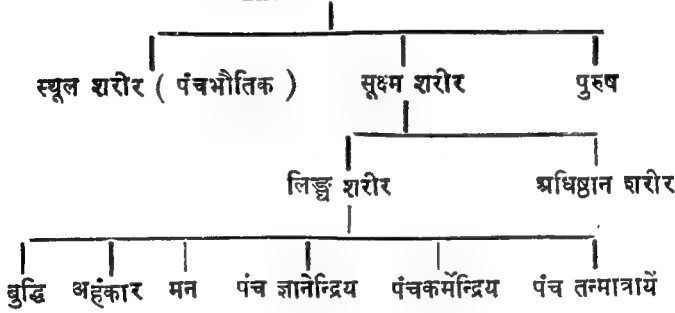 स्थूल शरीर ( पंचभौतिक ) सूक्ष्म शरीर पुरुष
लिङ्ग शरीर अधिष्ठान शरीर
बुद्धि अहंकार मन पंच ज्ञानेन्द्रिय पंचकर्मेन्द्रिय पंच तन्मात्रायें